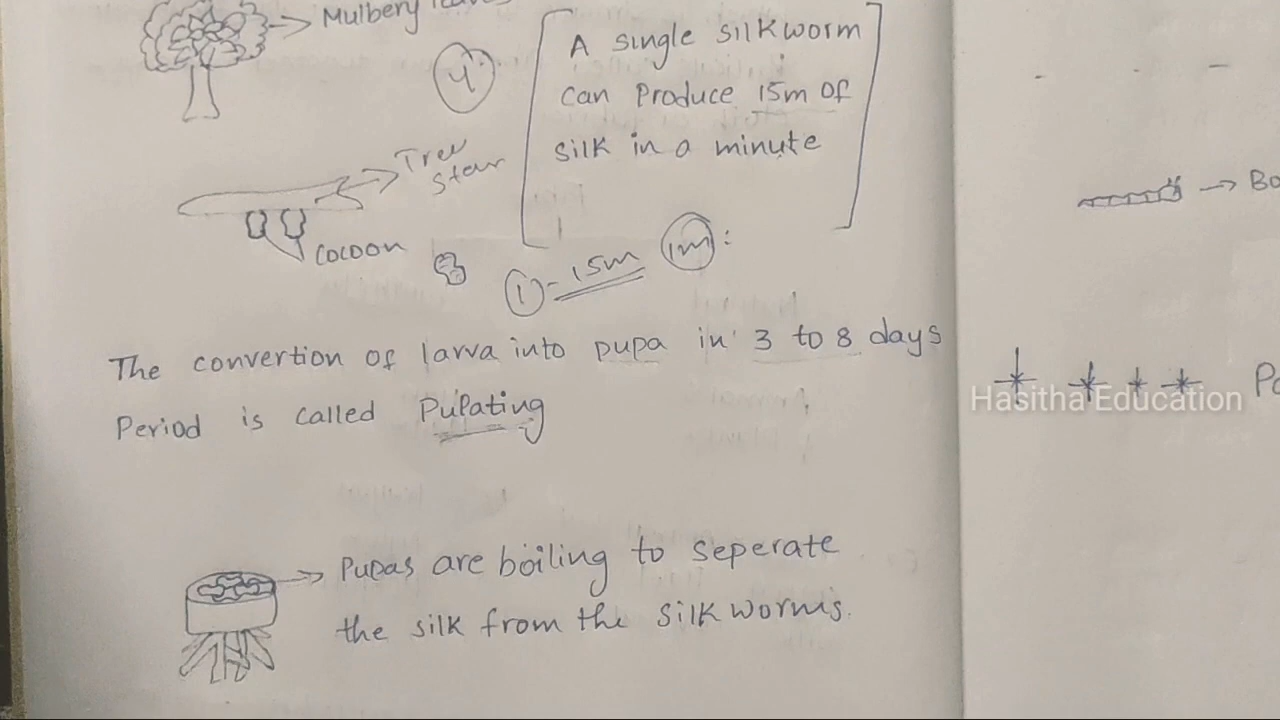 Mulbery
4
A single silkworm
can produce 15m of
silk in a minute
Tree
Cocoon
1 - 15m 1m :
The convertion of larva into pupa in 3 to 8 days
Period is called Pupating
Hasitha Education
Pupas are boiling to seperate
the silk from the silk worms.